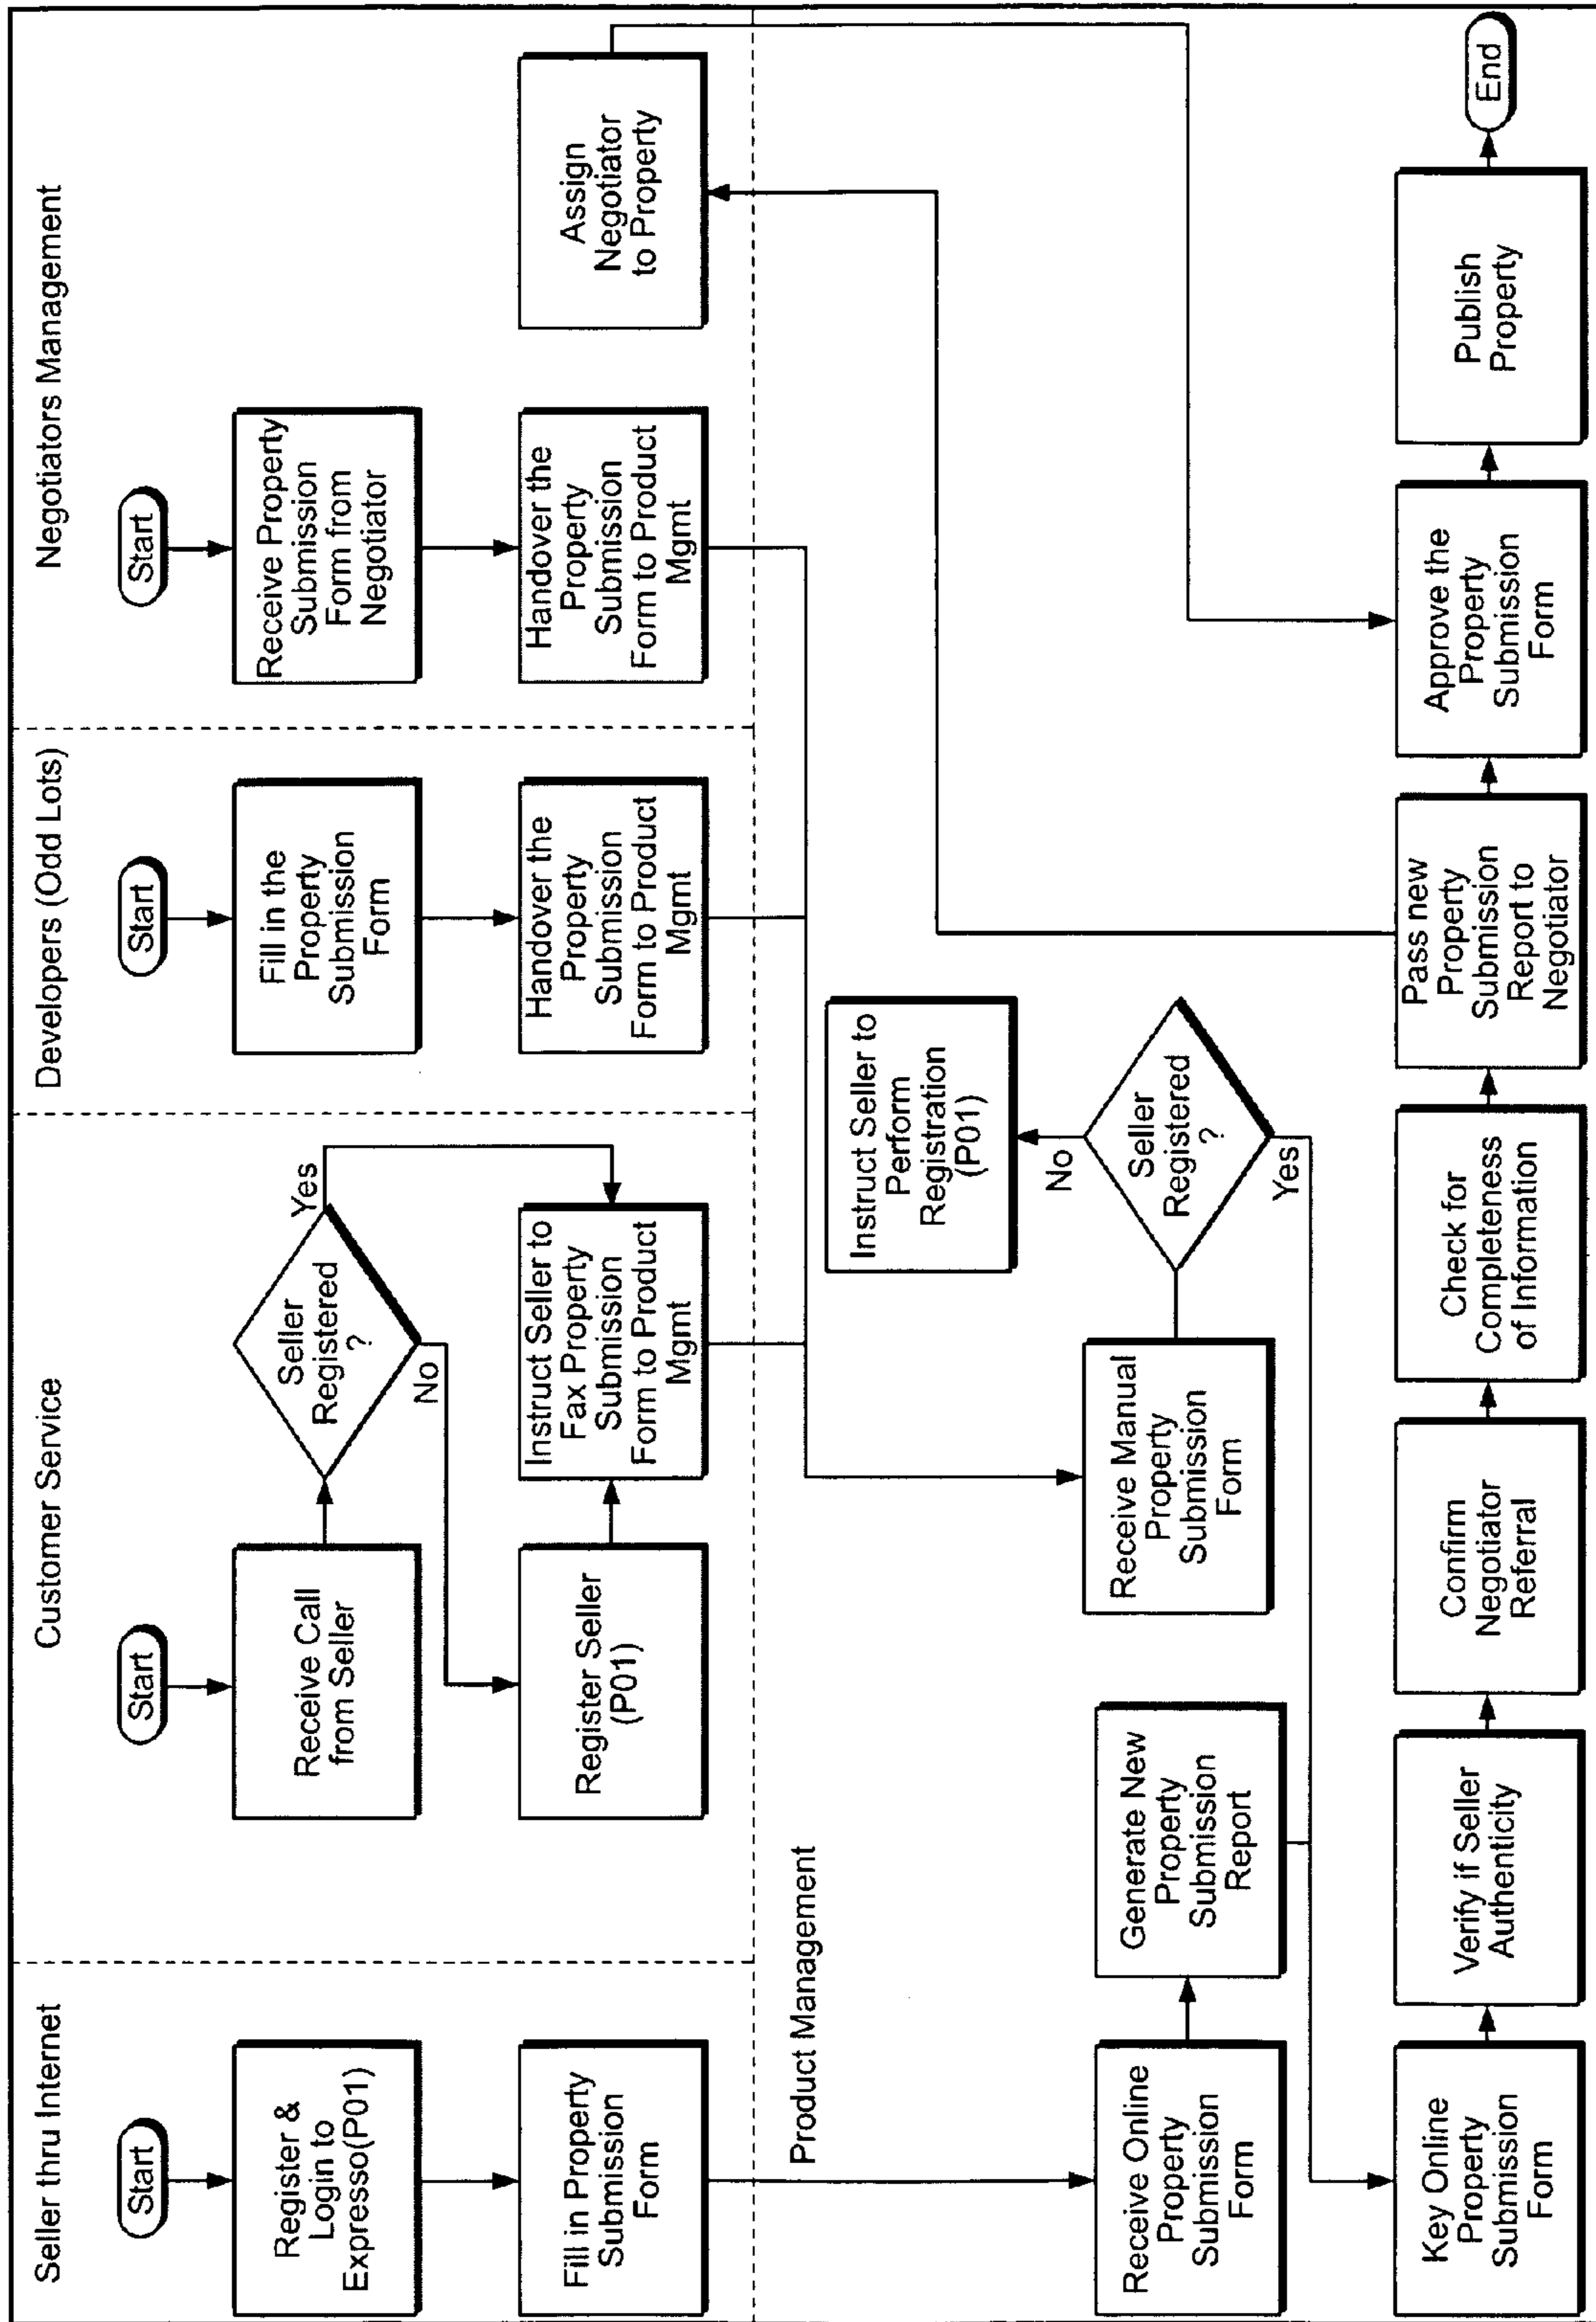 Seller thru Internet
Start
Register &
Login to
Expresso(P01)
Fill in Property
Submission
Form
Customer Service
Start
Receive Call
from Seller
Seller
Registered
?
Yes
No
Register Seller
(P01)
Instruct Seller to
Fax Property
Submission
Form to Product
Mgmt
Developers (Odd Lots)
Start
Fill in the
Property
Submission
Form
Handover the
Property
Submission
Form to Product
Mgmt
Negotiators Management
Start
Receive Property
Submission
Form from
Negotiator
Handover the
Property
Submission
Form to Product
Mgmt
Assign
Negotiator
to Property
Product Management
Receive Online
Property
Submission
Form
Generate New
Property
Submission
Report
Receive Manual
Property
Submission
Form
Seller
Registered
?
No
Yes
Instruct Seller to
Perform
Registration
(P01)
Key Online
Property
Submission
Form
Verify if Seller
Authenticity
Confirm
Negotiator
Referral
Check for
Completeness
of Information
Pass new
Property
Submission
Report to
Negotiator
Approve the
Property
Submission
Form
Publish
Property
End